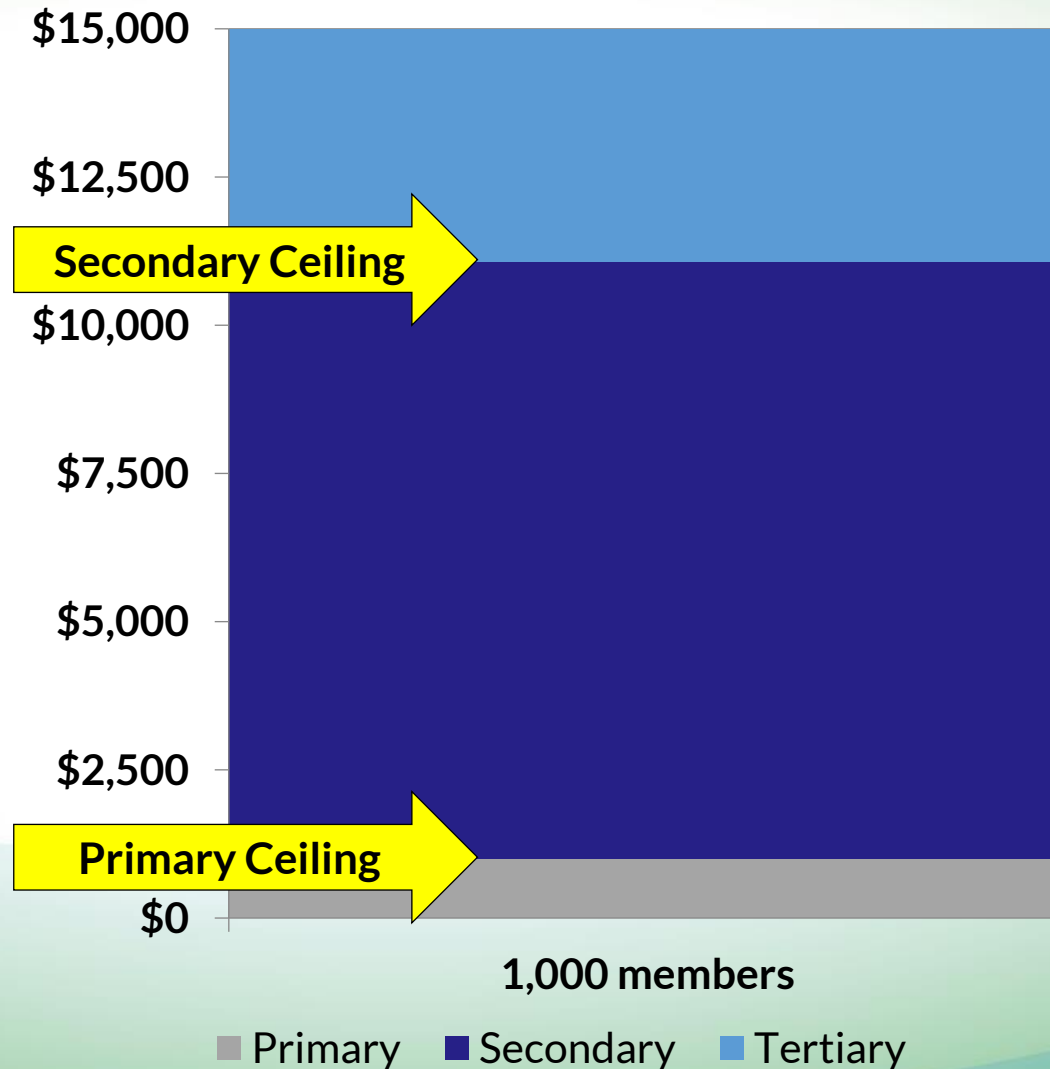 $15,000
$12,500
Secondary Ceiling
$10,000
$7,500
$5,000
$2,500
Primary Ceiling
$0
1,000 members
Primary Secondary Tertiary